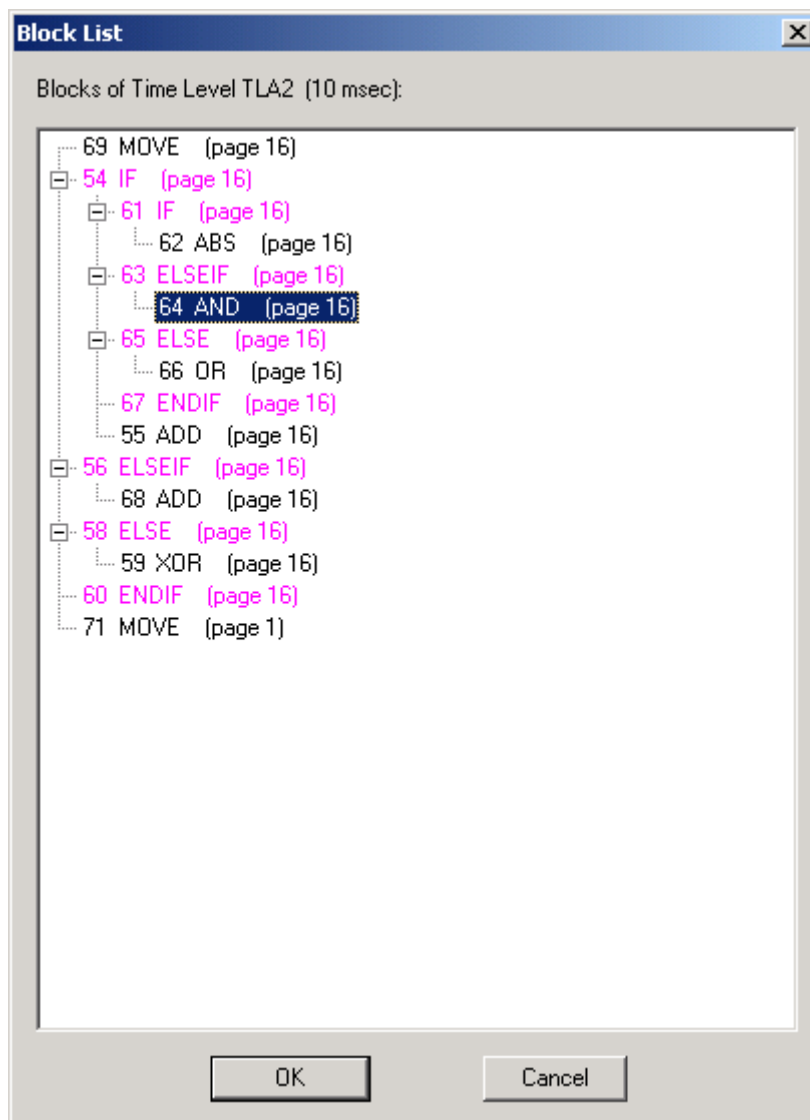 Block List
Blocks of Time Level TLA2 (10 msec):
69 MOVE (page 16)
54 IF (page 16)
61 IF (page 16)
62 ABS (page 16)
63 ELSEIF (page 16)
64 AND (page 16)
65 ELSE (page 16)
66 OR (page 16)
67 ENDIF (page 16)
55 ADD (page 16)
56 ELSEIF (page 16)
68 ADD (page 16)
58 ELSE (page 16)
59 XOR (page 16)
60 ENDIF (page 16)
71 MOVE (page 1)
OK Cancel